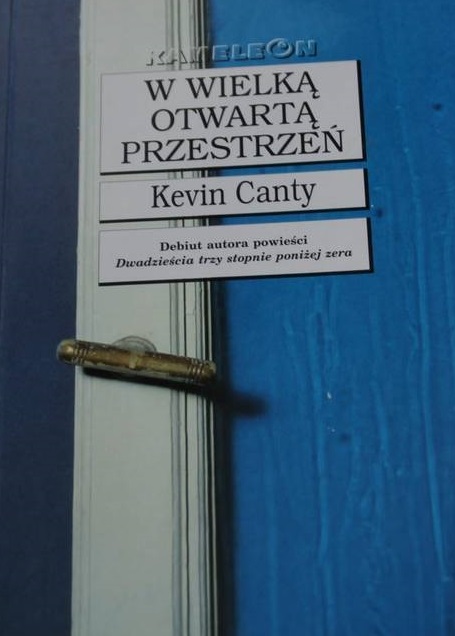 KAMELEON
W WIELKĄ
OTWARTĄ
PRZESTRZEŃ
Kevin Canty
Debiut autora powieści
Dwadzieścia trzy stopnie poniżej zera